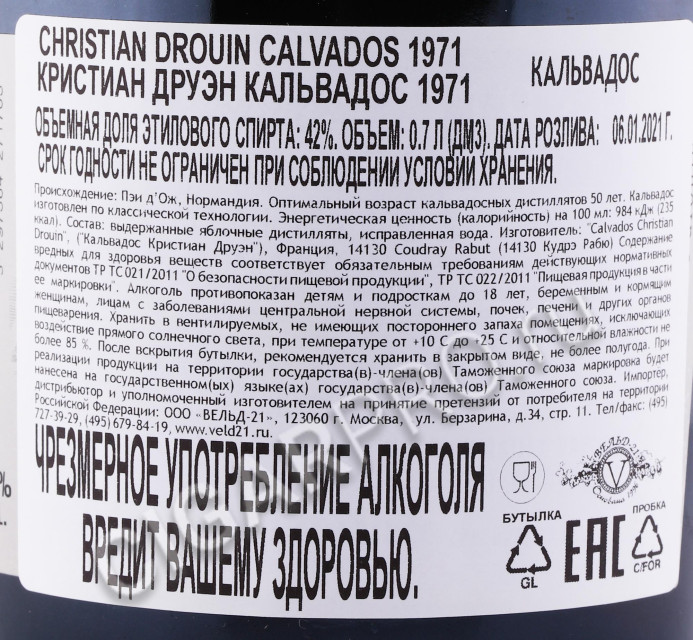 CHRISTIAN DROUIN CALVADOS 1971
КРИСТИАН ДРУЭН КАЛЬВАДОС 1971
КАЛЬВАДОС
ОБЪЕМНАЯ ДОЛЯ ЭТИЛОВОГО СПИРТА: 42%. ОБЪЕМ: 0.7 Л (ДМ3). ДАТА РОЗЛИВА: 06.01.2021 Г.
СРОК ГОДНОСТИ НЕ ОГРАНИЧЕН ПРИ СОБЛЮДЕНИИ УСЛОВИЙ ХРАНЕНИЯ.
Происхождение: Пэи д'Ож, Нормандия. Оптимальный возраст кальвадосных дистиллятов 50 лет. Кальвадос
изготовлен по классической технологии. Энергетическая ценность (калорийность) на 100 мл: 984 кДж (235
ккал). Состав: выдержанные яблочные дистилляты, исправленная вода. Изготовитель: "Calvados Christian
Drouin", ("Кальвадос Кристиан Друэн"), Франция, 14130 Coudray Rabut (14130 Кудрэ Рабю) Содержание
вредных для здоровья веществ соответствует обязательным требованиям действующих нормативных
документов ТР ТС 021/2011 "О безопасности пищевой продукции", ТР ТС 022/2011 "Пищевая продукция в части
ее маркировки". Алкоголь противопоказан детям и подросткам до 18 лет, беременным и кормящим
женщинам, лицам с заболеваниями центральной нервной системы, почек, печени и других органов
пищеварения. Хранить в вентилируемых, не имеющих постороннего запаха помещениях, исключающих
воздействие прямого солнечного света, при температуре от +10 С до +25 С и относительной влажности не
более 85 %. После вскрытия бутылки, рекомендуется хранить в закрытом виде, не более полугода. При
реализации продукции на территории государства(в)-члена(ов) Таможенного союза маркировка будет
нанесена на государственном(ых) языке(ах) государства(в)-члена(ов) Таможенного союза. Импортер,
дистрибьютор и уполномоченный изготовителем на принятие претензий от потребителя на территории
Российской Федерации: ООО «ВЕЛЬД-21», 123060 г. Москва, ул. Берзарина, д.34, стр. 11. Тел/факс: (495)
727-39-29, (495) 679-84-19, www.veld21.ru.
ЧРЕЗМЕРНОЕ УПОТРЕБЛЕНИЕ АЛКОГОЛЯ
ВРЕДИТ ВАШЕМУ ЗДОРОВЬЮ.
ВЕЛЬД-21
V
БУТЫЛКА
GL
EAC
ПРОБКА
C/FOR
%
L.
CIGARPRO.RU